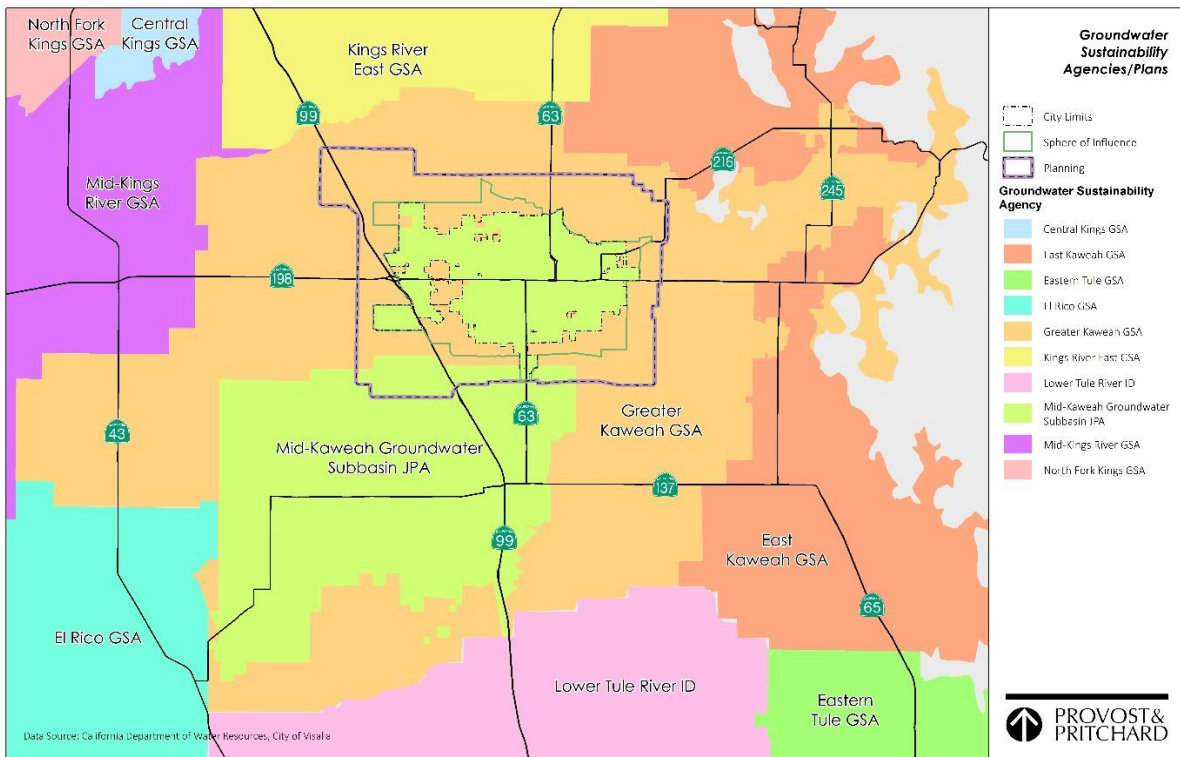 North Fork
Kings GSA
Central
Kings GSA
Kings River
East GSA
99
63
216
245
Mid-Kings
River GSA
198
43
63
Greater
Kaweah GSA
Mid-Kaweah Groundwater
Subbasin JPA
137
99
East
Kaweah GSA
65
El Rico GSA
Lower Tule River ID
Eastern
Tule GSA
Data Source: California Department of Water Resources, City of Visalia
Groundwater
Sustainability
Agencies/Plans
City Limits
Sphere of Influence
Planning
Groundwater Sustainability
Agency
Central Kings GSA
East Kaweah GSA
Eastern Tule GSA
El Rico GSA
Greater Kaweah GSA
Kings River East GSA
Lower Tule River ID
Mid-Kaweah Groundwater
Subbasin JPA
Mid-Kings River GSA
North Fork Kings GSA
PROVOST&
PRITCHARD